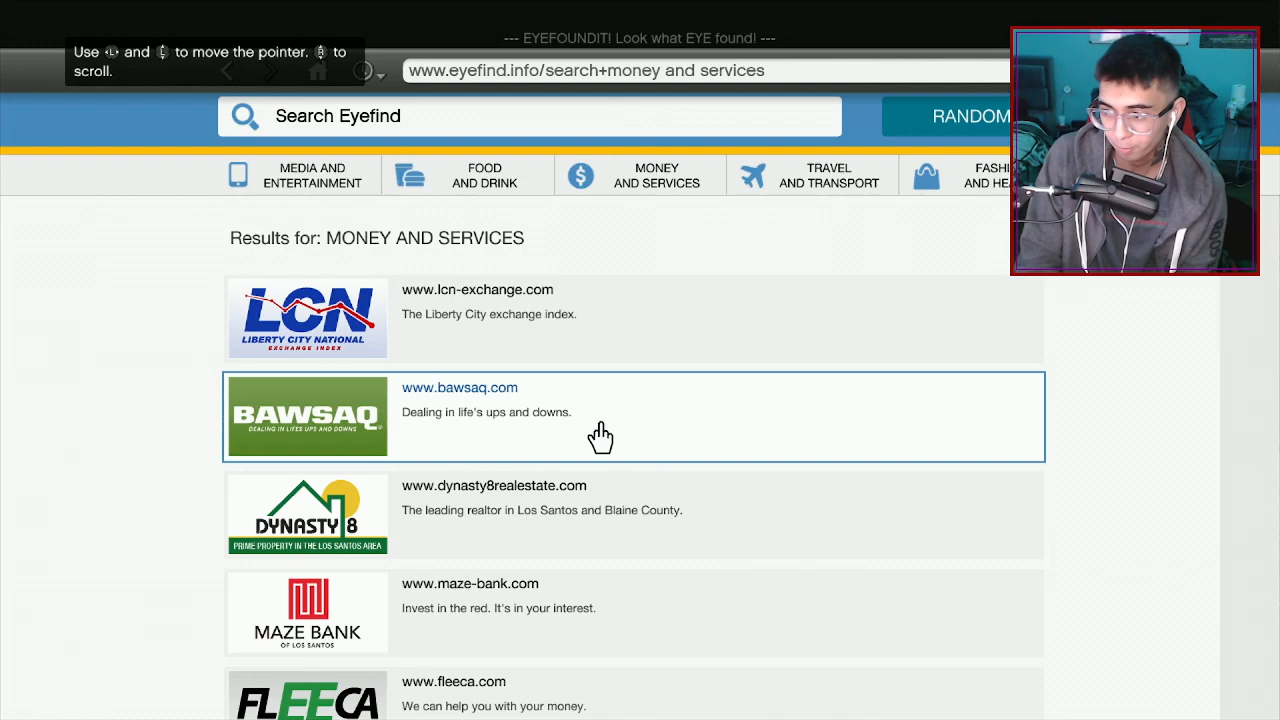 --- EYEFOUNDIT! Look what EYE found! ---
Use L and L to move the pointer. R to
scroll.
www.eyefind.info/search+money and services
Search Eyefind
RANDOM
MEDIA AND
ENTERTAINMENT
FOOD
AND DRINK
MONEY
AND SERVICES
TRAVEL
AND TRANSPORT
FASHI
AND HEA
Results for: MONEY AND SERVICES
LCN
LIBERTY CITY NATIONAL
EXCHANGE INDEX
www.lcn-exchange.com
The Liberty City exchange index.
BAWSAQ
DEALING IN LIFES UPS AND DOWNS
www.bawsaq.com
Dealing in life's ups and downs.
DYNASTY 8
PRIME PROPERTY IN THE LOS SANTOS AREA
www.dynasty8realestate.com
The leading realtor in Los Santos and Blaine County.
MAZE BANK
OF LOS SANTOS
www.maze-bank.com
Invest in the red. It's in your interest.
FLEECA
www.fleeca.com
We can help you with your money.